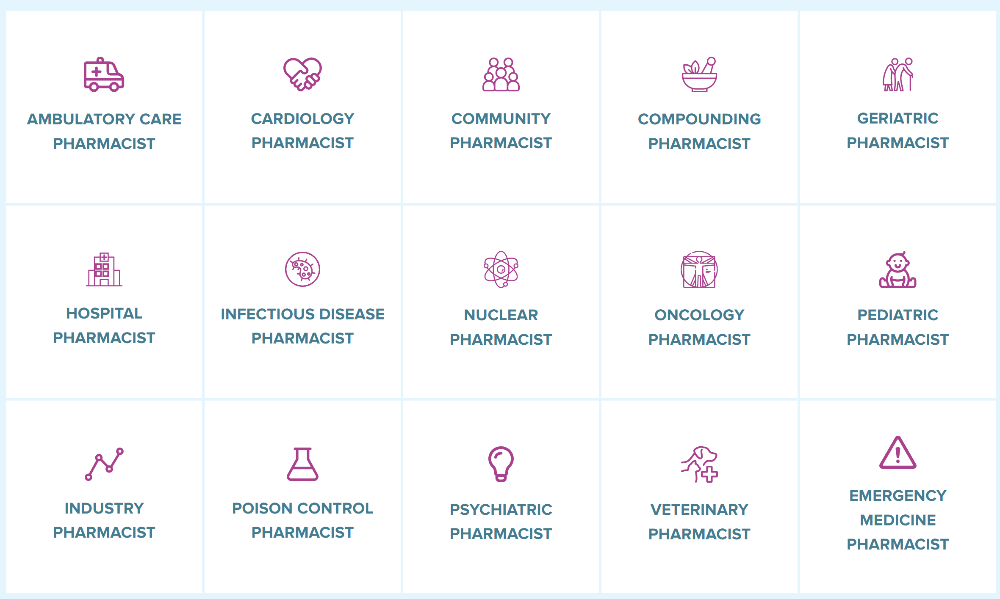 AMBULATORY CARE
PHARMACIST
CARDIOLOGY
PHARMACIST
COMMUNITY
PHARMACIST
COMPOUNDING
PHARMACIST
GERIATRIC
PHARMACIST
HOSPITAL
PHARMACIST
INFECTIOUS DISEASE
PHARMACIST
NUCLEAR
PHARMACIST
ONCOLOGY
PHARMACIST
PEDIATRIC
PHARMACIST
INDUSTRY
PHARMACIST
POISON CONTROL
PHARMACIST
PSYCHIATRIC
PHARMACIST
VETERINARY
PHARMACIST
EMERGENCY
MEDICINE
PHARMACIST